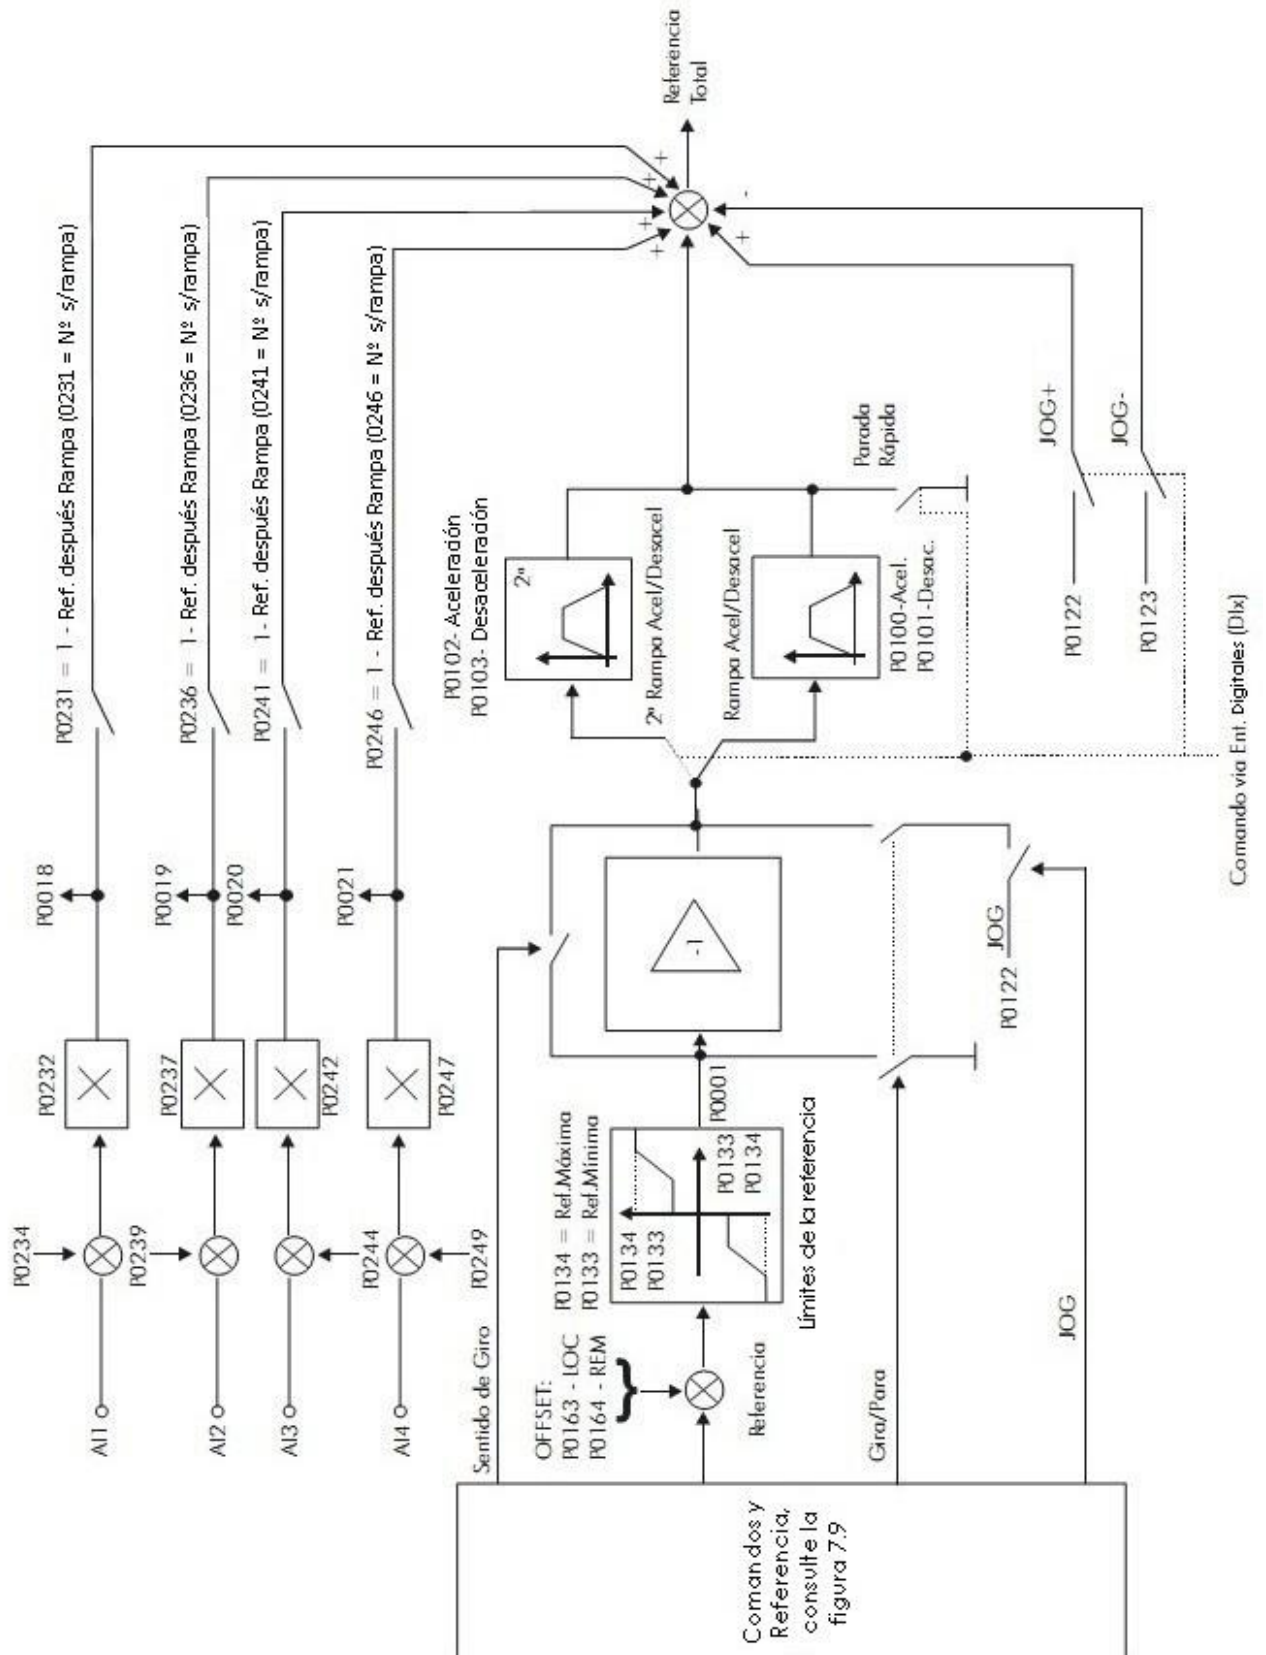 AI1
P0234
P0232
P0018
P0231 = 1 - Ref. después Rampa (0231 = Nº s/rampa)
AI2
P0239
P0237
P0019
P0236 = 1- Ref. después Rampa (0236 = Nº s/rampa)
AI3
P0244
P0242
P0020
P0241 = 1- Ref. después Rampa (0241 = Nº s/rampa)
AI4
P0249
P0247
P0021
P0246 = 1 - Ref. después Rampa (0246 = Nº s/rampa)
Sentido de Giro
OFFSET:
P0163 - LOC
P0164 - REM
}
P0134 = Ref.Máxima
P0133 = Ref.Mínima
P0134
P0133
P0133
P0134
Límites de la referencia
Referencia
P0001
-1
P0102- Aceleración
P0103- Desaceleración
2ª
2ª Rampa Acel/Desacel
Rampa Acel/Desacel
P0100-Acel.
P0101-Desac.
Parada
Rápida
+
+
+
+
+
-
Referencia
Total
Comandos y
Referencia,
consulte la
figura 7.9
Gira/Para
JOG
P0122
JOG
P0122
JOG+
P0123
JOG-
Comando via Ent. Digitales (DIx)